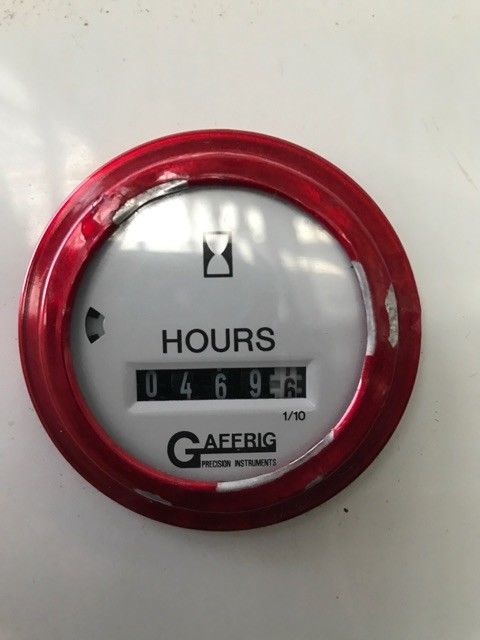 HOURS
0469 6
1/10
GAFFRIG
PRECISION INSTRUMENTS